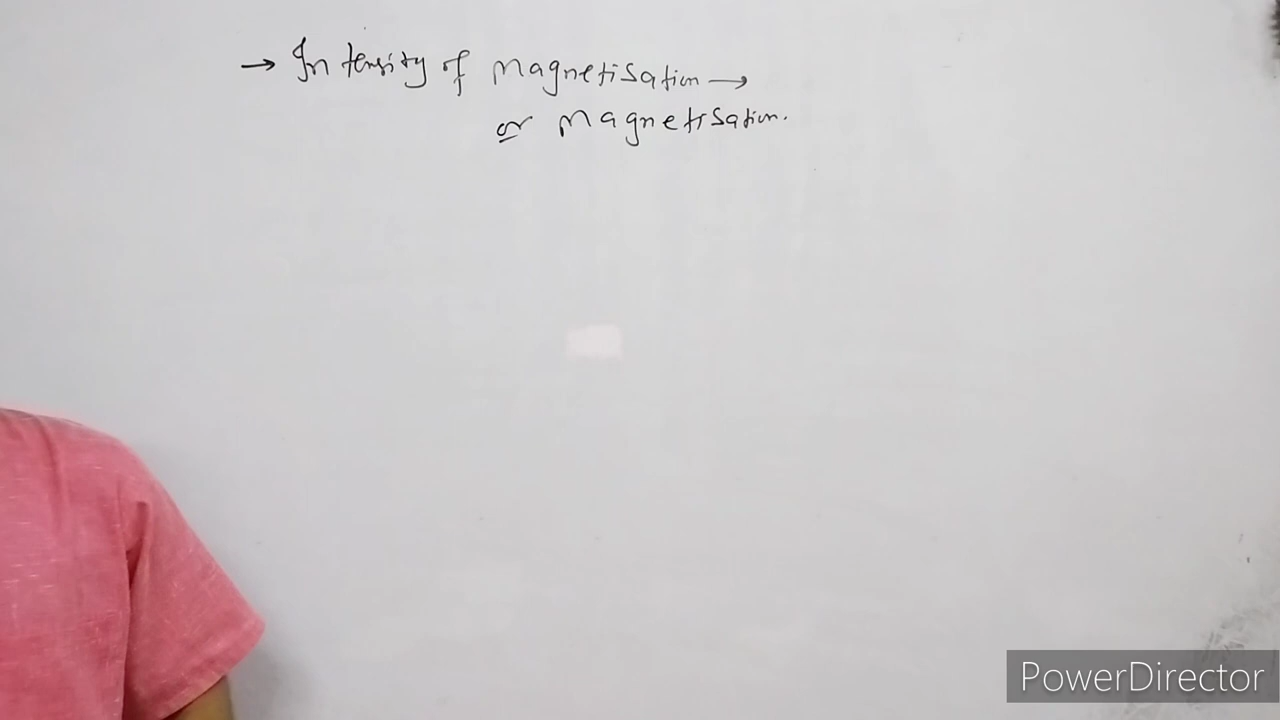 → Intensity of Magnetisation →
or Magnetisation.
PowerDirector